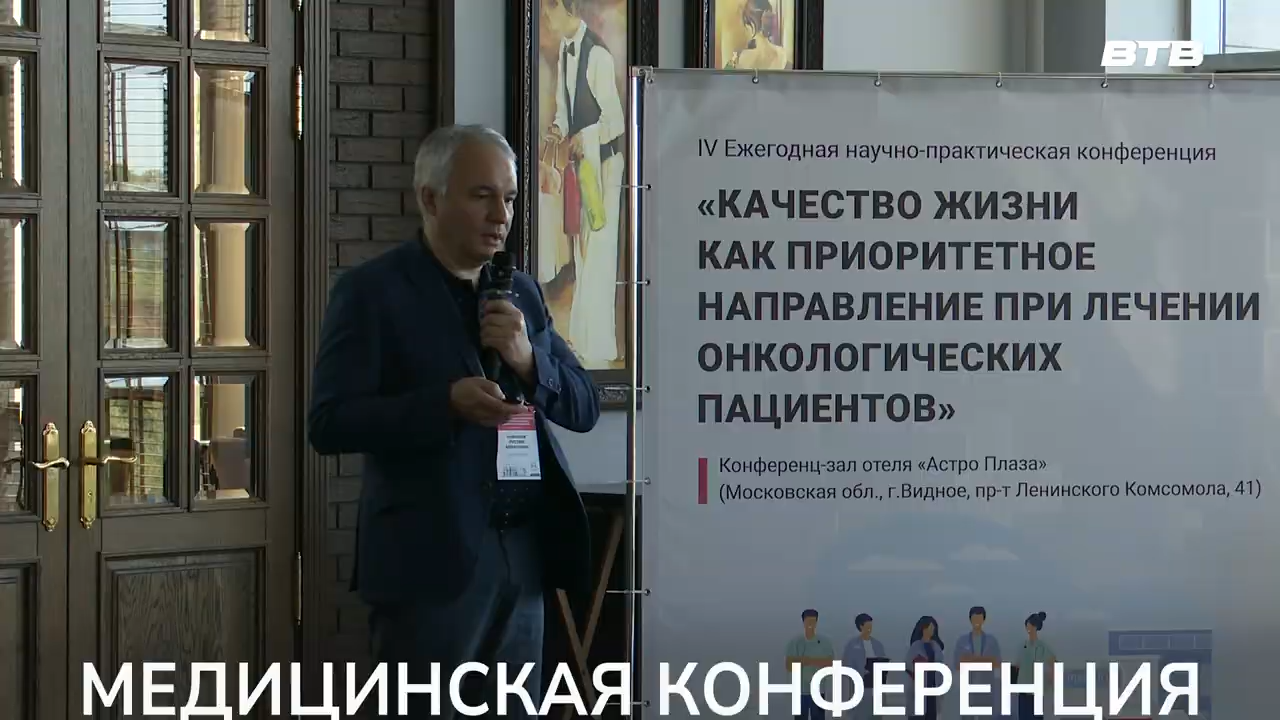 ВТВ
IV Ежегодная научно-практическая конференция
«КАЧЕСТВО ЖИЗНИ
КАК ПРИОРИТЕТНОЕ
НАПРАВЛЕНИЕ ПРИ ЛЕЧЕНИИ
ОНКОЛОГИЧЕСКИХ
ПАЦИЕНТОВ»
Конференц-зал отеля «Астро Плаза»
(Московская обл., г.Видное, пр-т Ленинского Комсомола, 41)
МЕДИЦИНСКАЯ КОНФЕРЕНЦИЯ